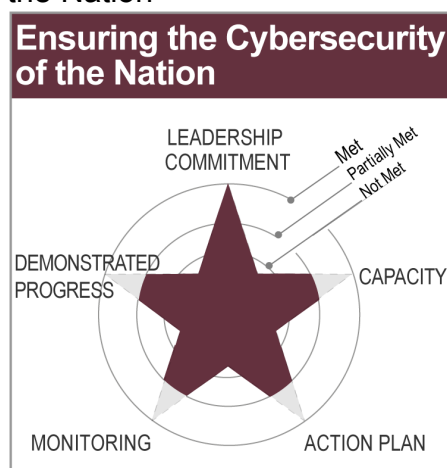 the Nation
Ensuring the Cybersecurity
of the Nation
LEADERSHIP
COMMITMENT
Met
Partially Met
Not Met
DEMONSTRATED
PROGRESS
CAPACITY
MONITORING
ACTION PLAN